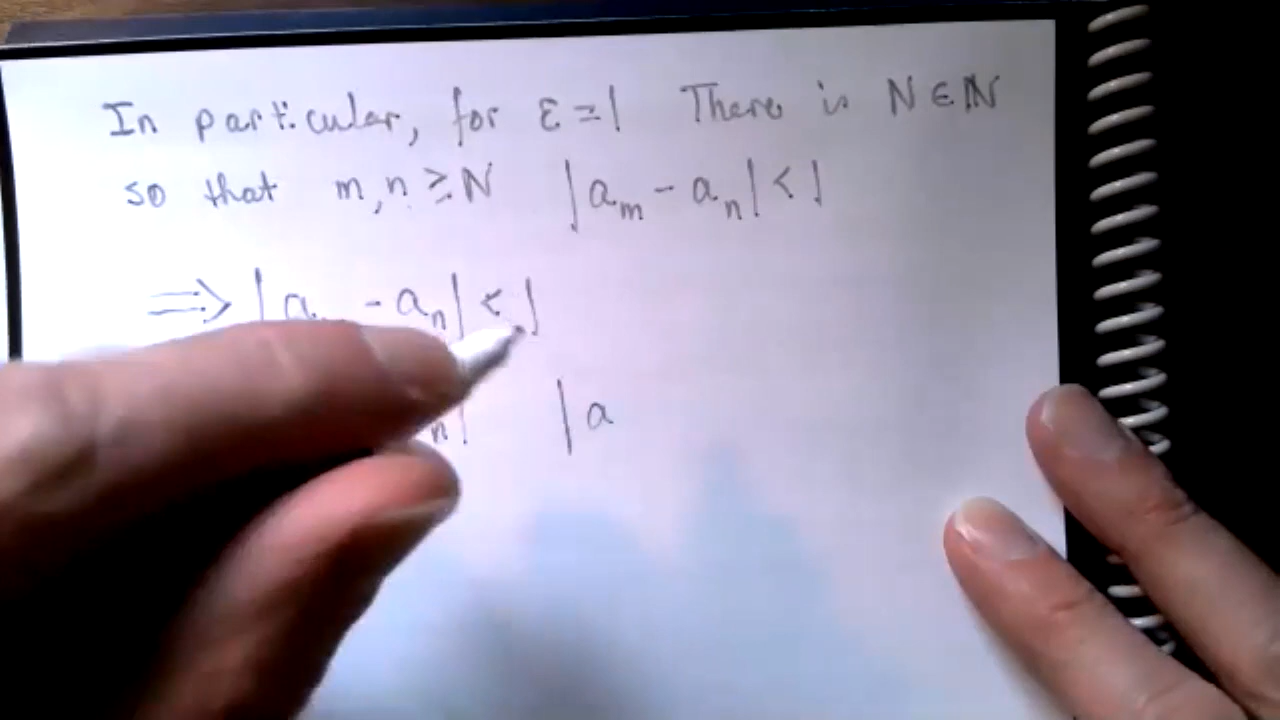 In particular, for ε = 1 There is N ∈ ℕ
so that m, n ≥ N |a_m - a_n| < 1
⇒ |a - a_n| < 1
n| |a